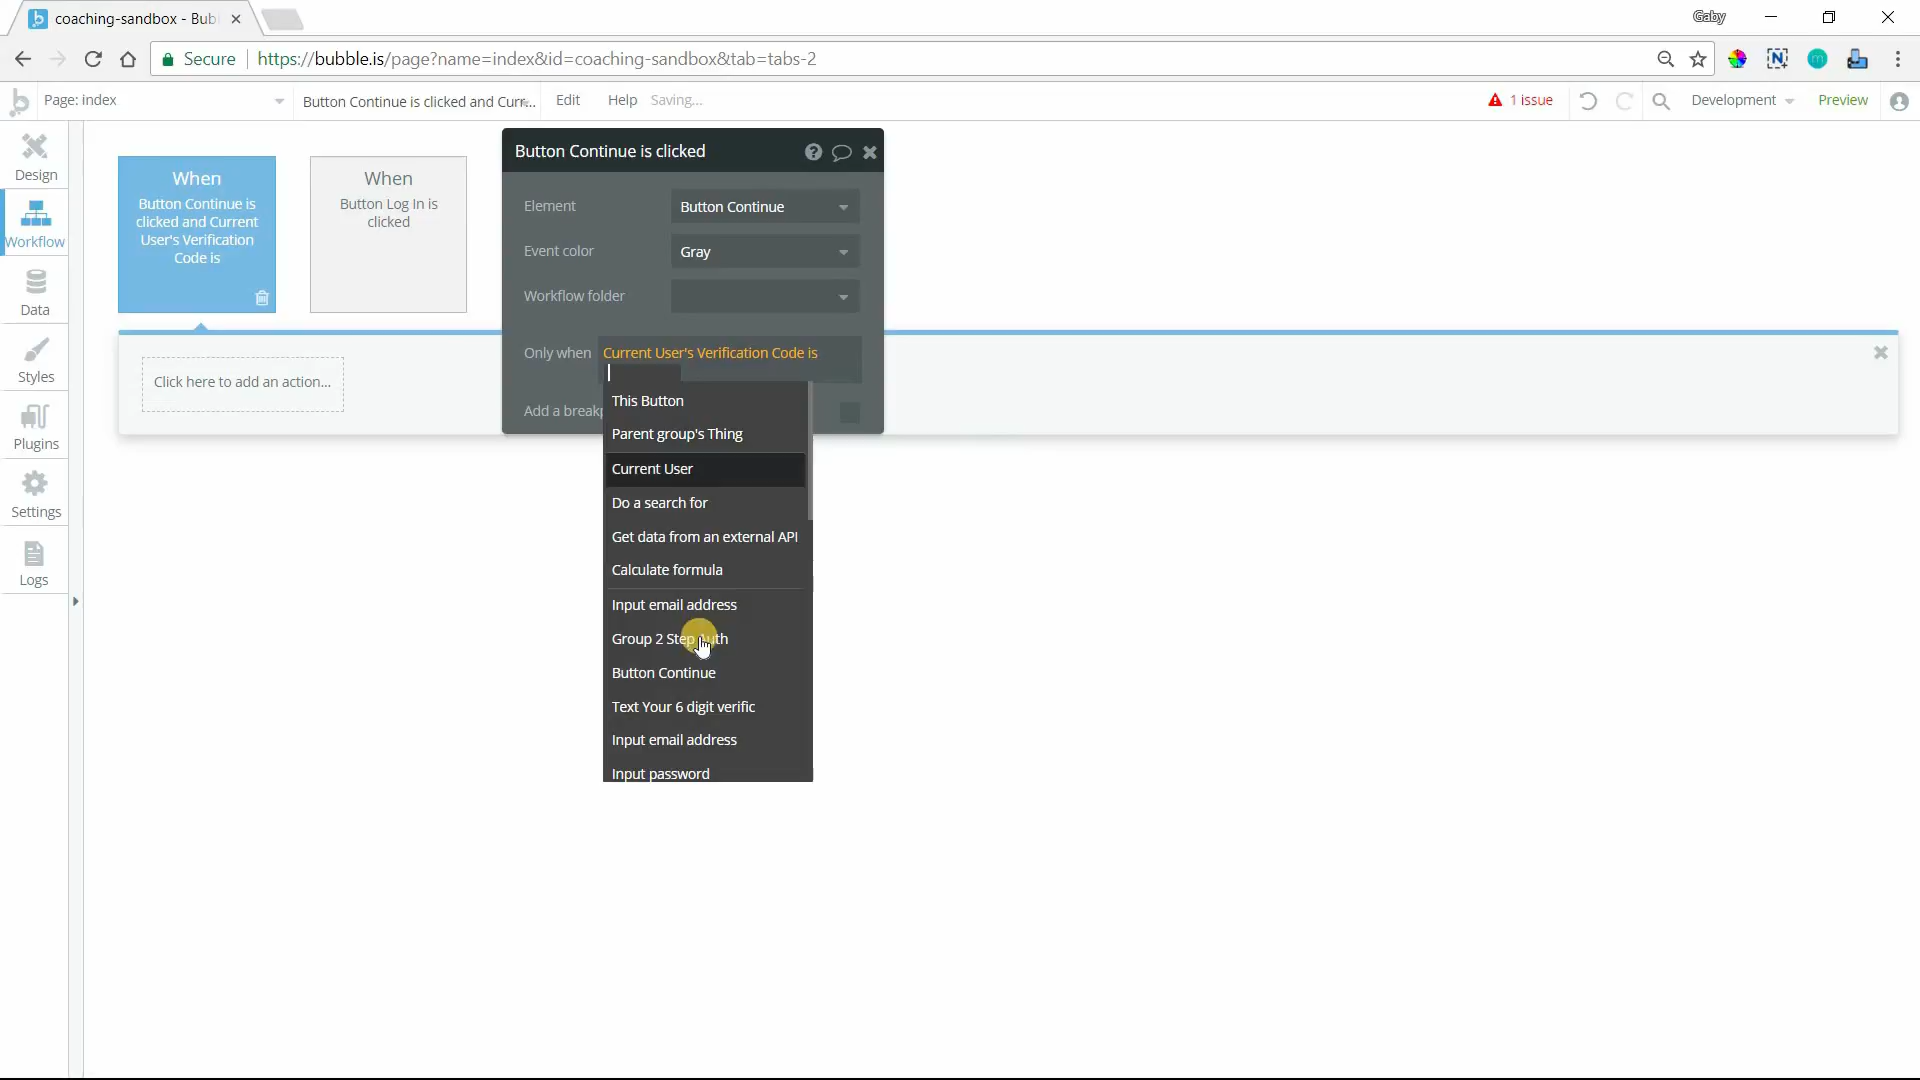 coaching-sandbox - Bub
Gaby
Secure
https://bubble.is/page?name=index&id=coaching-sandbox&tab=tabs-2
Page: index
Button Continue is clicked and Curr...
Edit
Help
Saving...
1 issue
Development
Preview
Design
Workflow
Data
Styles
Plugins
Settings
Logs
When
Button Continue is
clicked and Current
User's Verification
Code is
When
Button Log In is
clicked
Click here to add an action...
Button Continue is clicked
Element
Button Continue
Event color
Gray
Workflow folder
Only when
Current User's Verification Code is
Add a breakp
This Button
Parent group's Thing
Current User
Do a search for
Get data from an external API
Calculate formula
Input email address
Group 2 Step Auth
Button Continue
Text Your 6 digit verific
Input email address
Input password